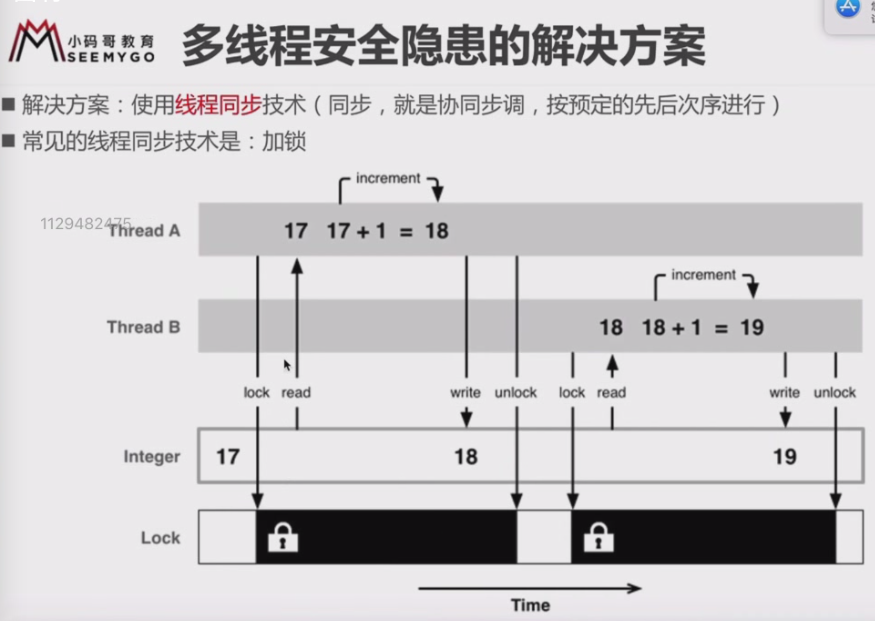 小码哥教育
SEEMYGO
多线程安全隐患的解决方案
■ 解决方案：使用线程同步技术（同步，就是协同步调，按预定的先后次序进行）
■ 常见的线程同步技术是：加锁
increment
1129482475
Thread A 17 17 + 1 = 18
increment
Thread B 18 18 + 1 = 19
lock read write unlock lock read write unlock
Integer 17 18 19
Lock
Time